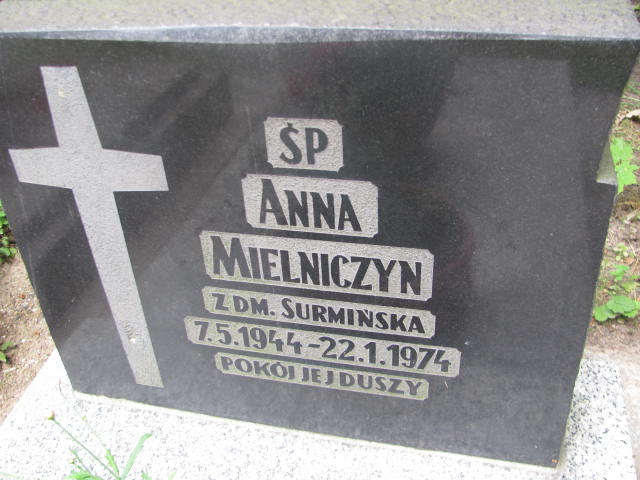 ŚP
ANNA
MIELNICZYN
Z DM. SURMIŃSKA
7.5.1944-22.1.1974
POKÓJ JEJ DUSZY